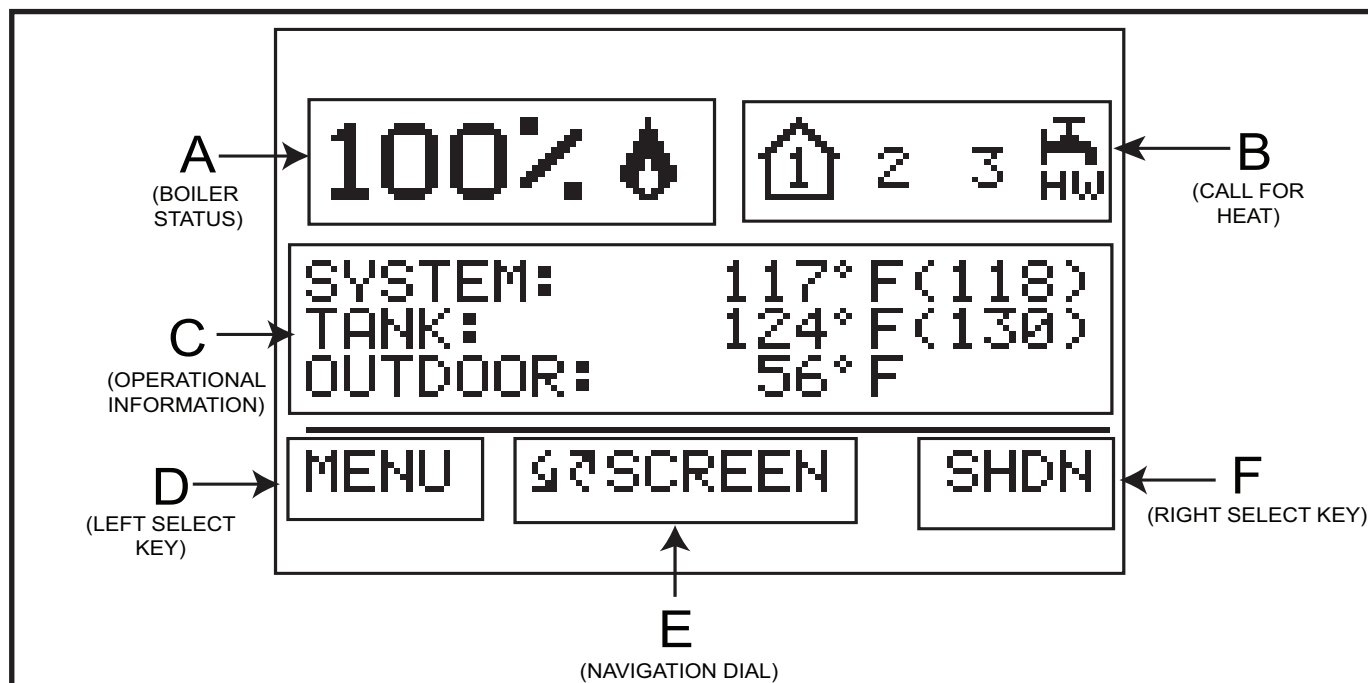 100%
1 2 3 HW
A
(BOILER
STATUS)
B
(CALL FOR
HEAT)
SYSTEM: 117°F(118)
TANK: 124°F(130)
OUTDOOR: 56°F
C
(OPERATIONAL
INFORMATION)
MENU SCREEN SHDN
D
(LEFT SELECT
KEY)
F
(RIGHT SELECT KEY)
E
(NAVIGATION DIAL)